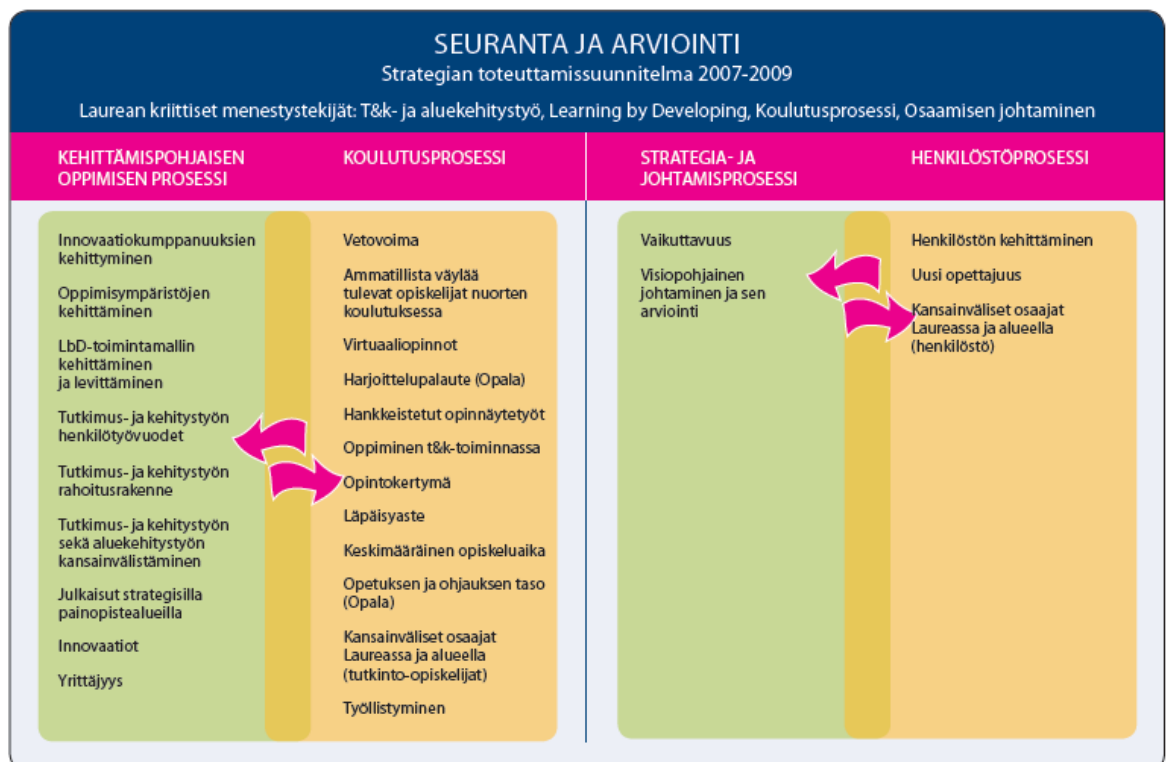 SEURANTA JA ARVIOINTI
Strategian toteuttamissuunnitelma 2007-2009
Laurean kriittiset menestystekijät: T&k- ja aluekehitystyö, Learning by Developing, Koulutusprosessi, Osaamisen johtaminen
KEHITTÄMISPOHJAISEN
OPPIMISEN PROSESSI
KOULUTUSPROSESSI
STRATEGIA- JA
JOHTAMISPROSESSI
HENKILÖSTÖPROSESSI
Innovaatiokumppanuuksien
kehittyminen
Oppimisympäristöjen
kehittäminen
LbD-toimintamallin
kehittäminen
ja levittäminen
Tutkimus- ja kehitystyön
henkilötyövuodet
Tutkimus- ja kehitystyön
rahoitusrakenne
Tutkimus- ja kehitystyön
sekä aluekehitystyön
kansainvälistäminen
Julkaisut strategisilla
painopistealueilla
Innovaatiot
Yrittäjyys
Vetovoima
Ammatillista väylää
tulevat opiskelijat nuorten
koulutuksessa
Virtuaaliopinnot
Harjoittelupalaute (Opala)
Hankkeistetut opinnäytetyöt
Oppiminen t&k-toiminnassa
Opintokertymä
Läpäisyaste
Keskimääräinen opiskeluaika
Opetuksen ja ohjauksen taso
(Opala)
Kansainväliset osaajat
Laureassa ja alueella
(tutkinto-opiskelijat)
Työllistyminen
Vaikuttavuus
Visiopohjainen
johtaminen ja sen
arviointi
Henkilöstön kehittäminen
Uusi opettajuus
Kansainväliset osaajat
Laureassa ja alueella
(henkilöstö)